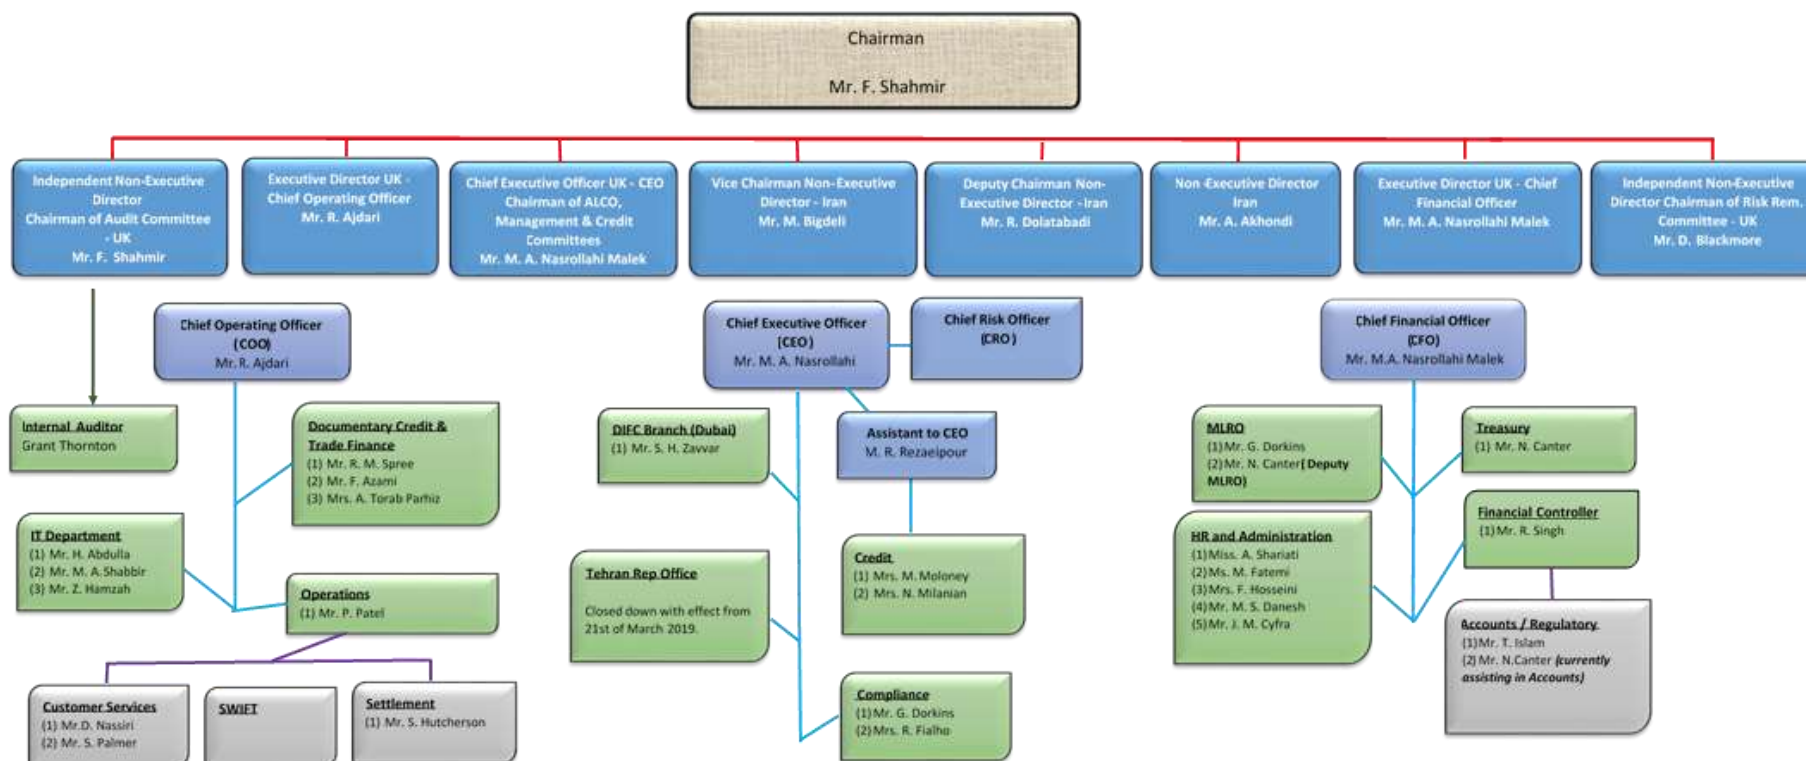 Chairman
Mr. F. Shahmir
Independent Non-Executive
Director
Chairman of Audit Committee
- UK
Mr. F. Shahmir
Executive Director UK -
Chief Operating Officer
Mr. R. Ajdari
Chief Executive Officer UK - CEO
Chairman of ALCO,
Management & Credit
Committees
Mr. M. A. Nasrollahi Malek
Vice Chairman Non-Executive
Director - Iran
Mr. M. Bigdeli
Deputy Chairman Non-
Executive Director - Iran
Mr. R. Dolatabadi
Non -Executive Director
Iran
Mr. A. Akhondi
Executive Director UK - Chief
Financial Officer
Mr. M. A. Nasrollahi Malek
Independent Non-Executive
Director Chairman of Risk Rem.
Committee - UK
Mr. D. Blackmore
Chief Operating Officer
(COO)
Mr. R. Ajdari
Chief Executive Officer
(CEO)
Mr. M. A. Nasrollahi
Chief Risk Officer
(CRO)
Chief Financial Officer
(CFO)
Mr. M.A. Nasrollahi Malek
Internal Auditor
Grant Thornton
Documentary Credit &
Trade Finance
(1) Mr. R. M. Spree
(2) Mr. F. Azami
(3) Mrs. A. Torab Parhiz
DIFC Branch (Dubai)
(1) Mr. S. H. Zavvar
Assistant to CEO
M. R. Rezaeipour
MLRO
(1)Mr. G. Dorkins
(2)Mr. N. Canter( Deputy
MLRO)
Treasury
(1) Mr. N. Canter
IT Department
(1) Mr. H. Abdulla
(2) Mr. M. A.Shabbir
(3) Mr. Z. Hamzah
Operations
(1) Mr. P. Patel
Tehran Rep Office
Closed down with effect from
21st of March 2019.
Credit
(1) Mrs. M. Moloney
(2) Mrs. N. Milanian
HR and Administration
(1)Miss. A. Shariati
(2)Ms. M. Fatemi
(3)Mrs. F. Hosseini
(4)Mr. M. S. Danesh
(5)Mr. J. M. Cyfra
Financial Controller
(1)Mr. R. Singh
Accounts / Regulatory
(1)Mr. T. Islam
(2)Mr. N.Canter (currently
assisting in Accounts)
Customer Services
(1) Mr.D. Nassiri
(2) Mr. S. Palmer
SWIFT
Settlement
(1) Mr. S. Hutcherson
Compliance
(1)Mr. G. Dorkins
(2)Mrs. R. Fialho